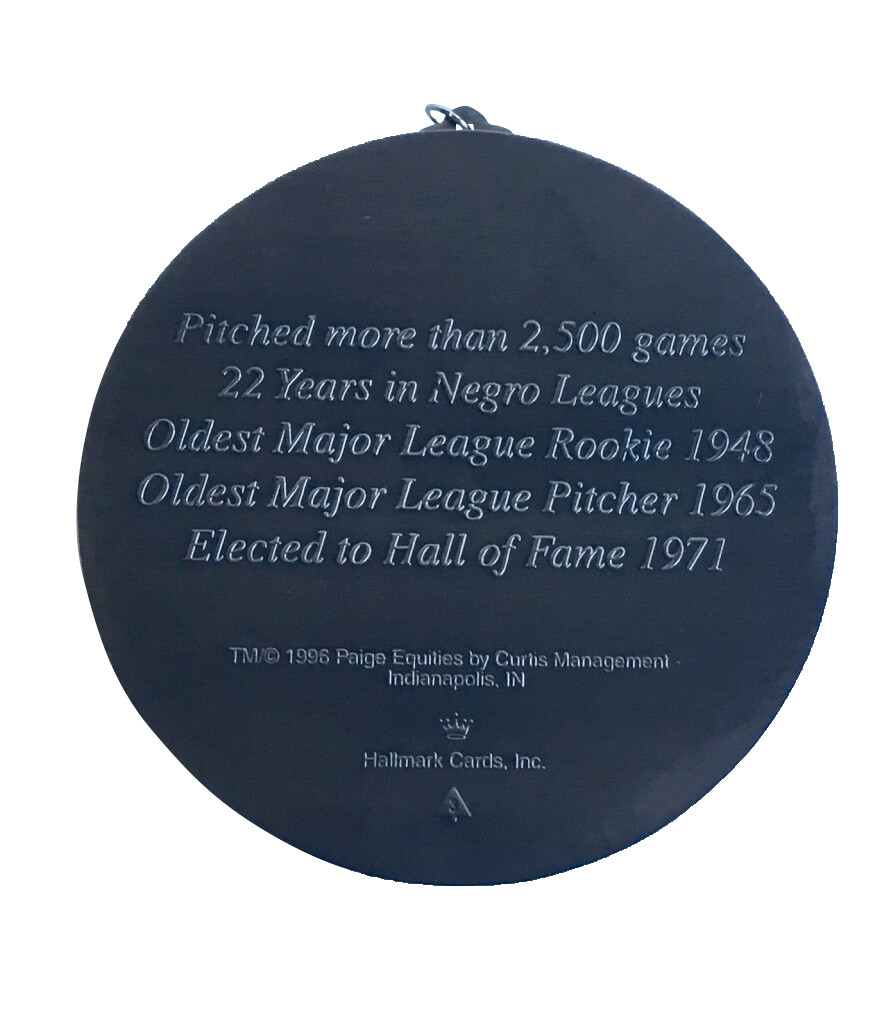 Pitched more than 2,500 games
22 Years in Negro Leagues
Oldest Major League Rookie 1948
Oldest Major League Pitcher 1965
Elected to Hall of Fame 1971
TM/© 1996 Paige Equities by Curtis Management -
Indianapolis, IN
Hallmark Cards, Inc.
3